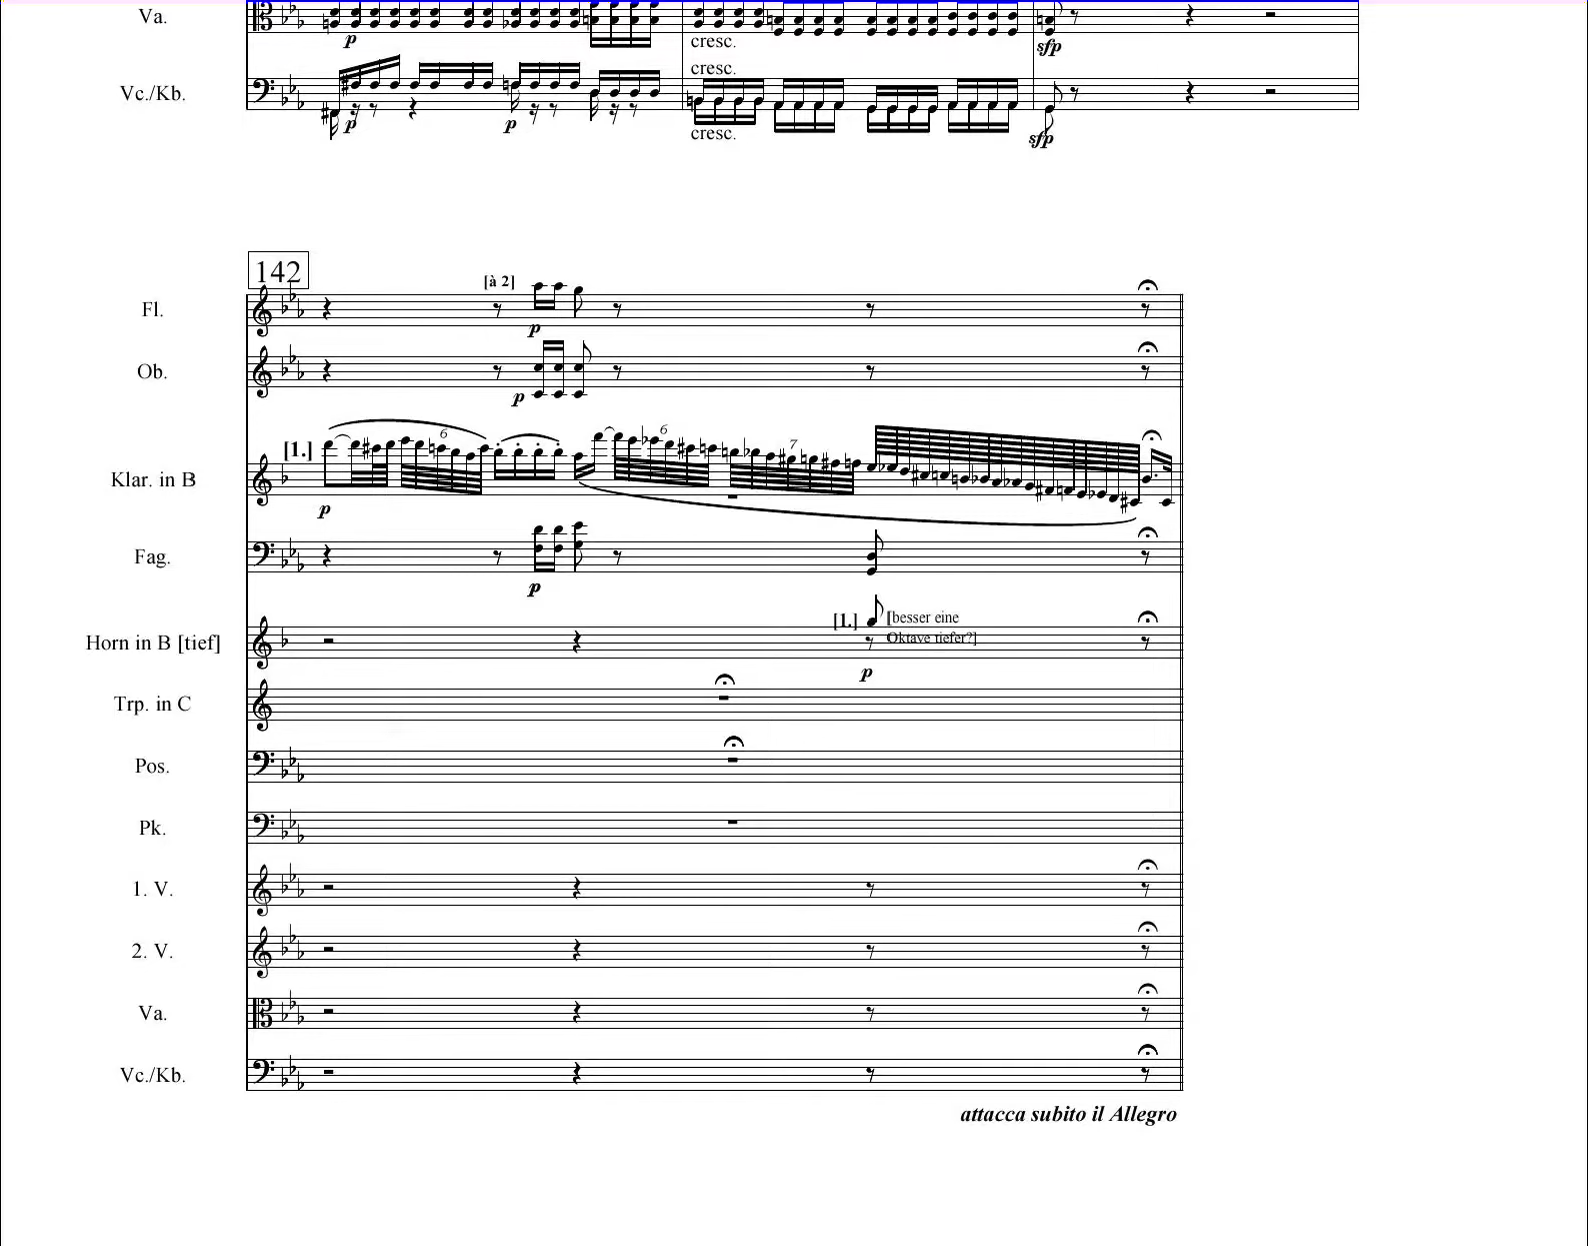 Va.
p
cresc.
sfp
cresc.
Vc./Kb.
p
p
cresc.
sfp
142
Fl.
[à 2]
p
Ob.
p
Klar. in B
[1.]
6
6
7
p
Fag.
p
Horn in B [tief]
[1.]
[besser eine
Oktave tiefer?]
p
Trp. in C
Pos.
Pk.
1. V.
2. V.
Va.
Vc./Kb.
attacca subito il Allegro